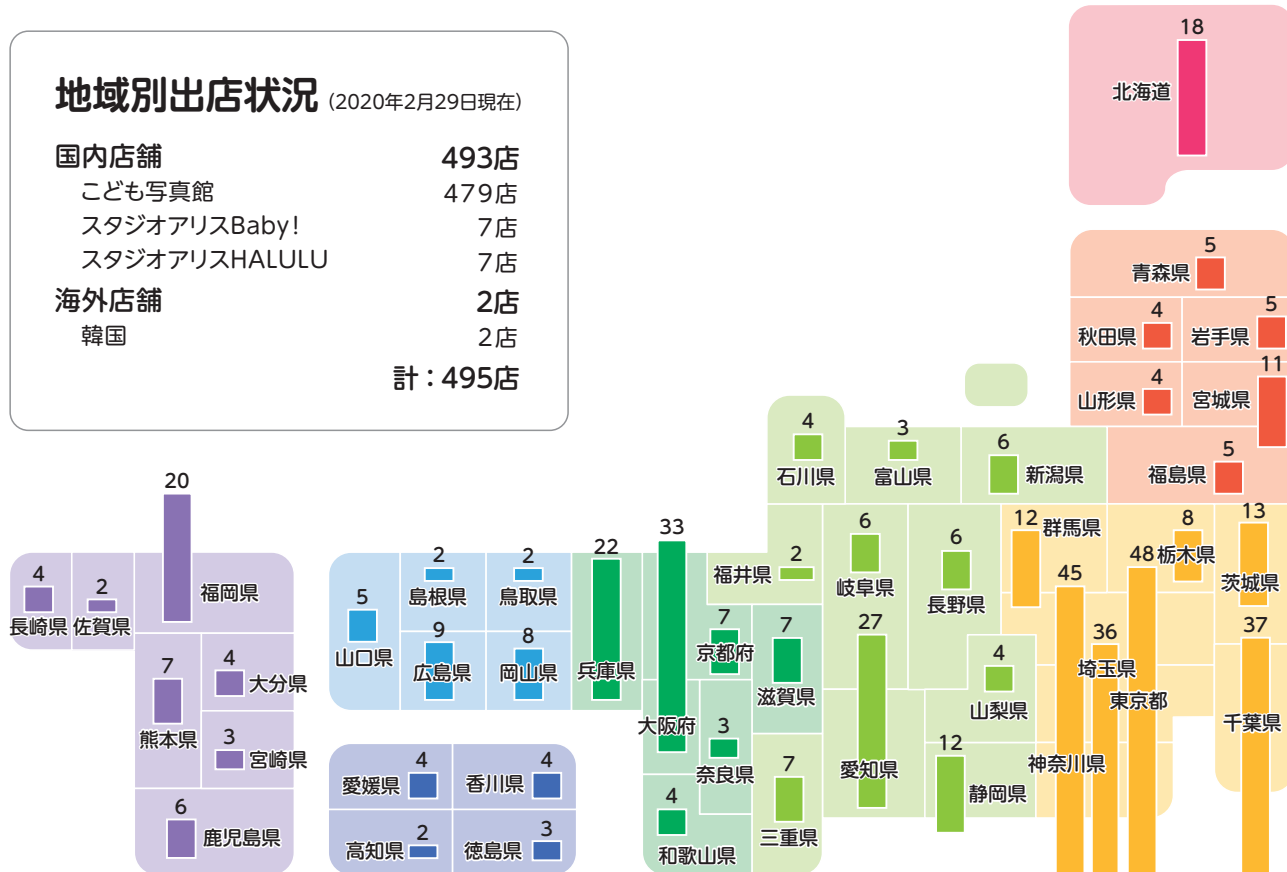 地域別出店状況 (2020年2月29日現在)
国内店舗 493店
こども写真館 479店
スタジオアリスBaby! 7店
スタジオアリスHALULU 7店
海外店舗 2店
韓国 2店
計:495店
18
北海道
5
青森県
4
秋田県
5
岩手県
4
山形県
11
宮城県
5
福島県
4
石川県
3
富山県
6
新潟県
2
福井県
6
岐阜県
6
長野県
4
山梨県
27
愛知県
12
静岡県
7
三重県
12
群馬県
8
栃木県
13
茨城県
45
神奈川県
36
埼玉県
48
東京都
37
千葉県
22
兵庫県
33
大阪府
7
京都府
7
滋賀県
3
奈良県
4
和歌山県
5
山口県
2
島根県
2
鳥取県
9
広島県
8
岡山県
4
愛媛県
4
香川県
2
高知県
3
徳島県
20
福岡県
4
長崎県
2
佐賀県
7
熊本県
4
大分県
3
宮崎県
6
鹿児島県